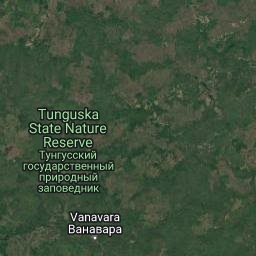 Tunguska
State Nature
Reserve
Тунгусский
государственный
природный
заповедник
Vanavara
Ванавара